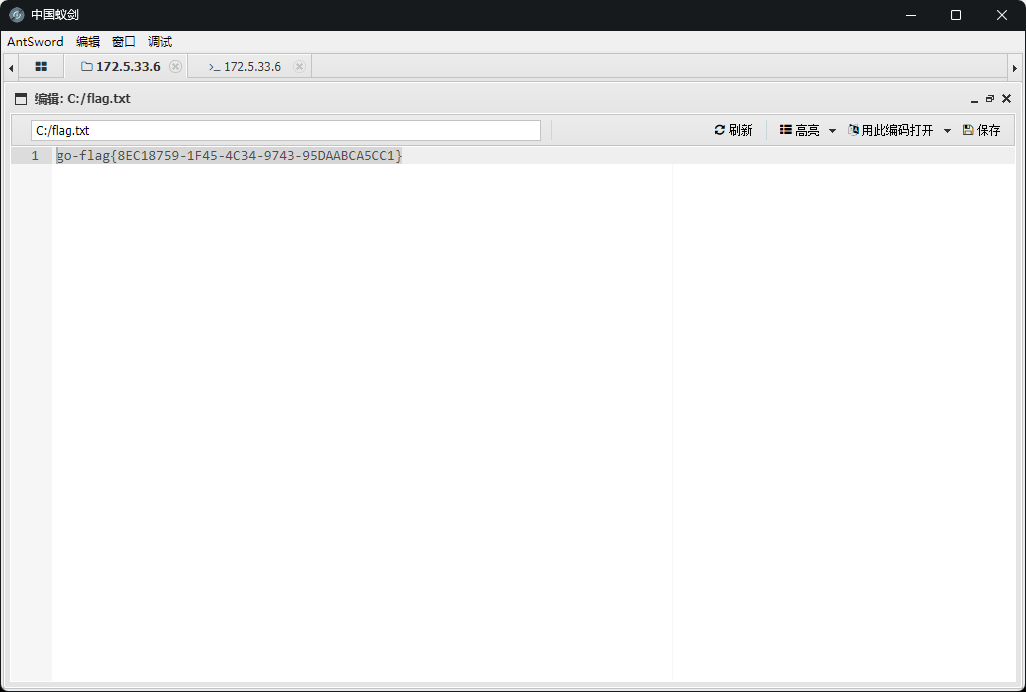 中国蚁剑
AntSword 编辑 窗口 调试
172.5.33.6 >_ 172.5.33.6
编辑: C:/flag.txt
C:/flag.txt 刷新 高亮 用此编码打开 保存
1 go-flag{8EC18759-1F45-4C34-9743-95DAABCA5CC1}